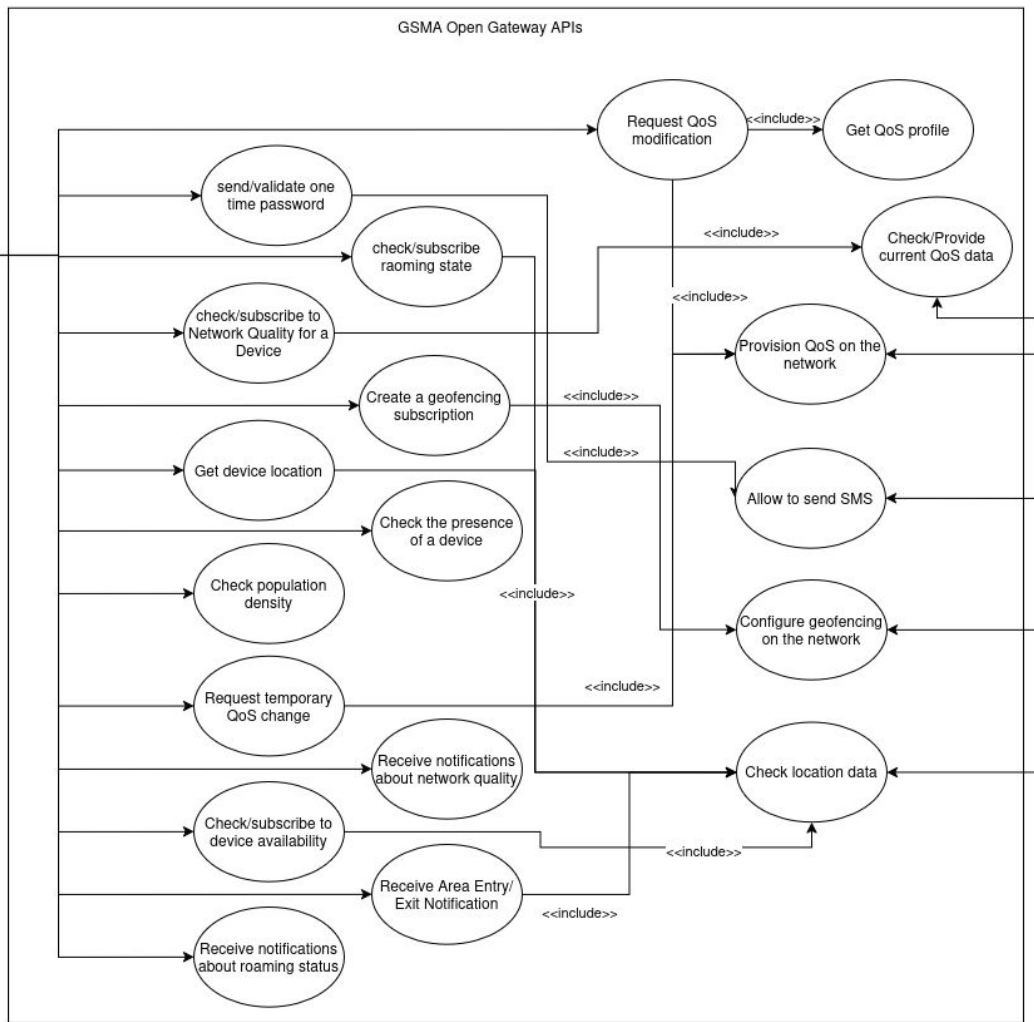 GSMA Open Gateway APIs
Request QoS
modification
<<include>>
Get QoS profile
send/validate one
time password
check/subscribe
raoming state
<<include>>
Check/Provide
current QoS data
check/subscribe to
Network Quality for a
Device
<<include>>
Provision QoS on the
network
Create a geofencing
subscription
<<include>>
Get device location
<<include>>
Allow to send SMS
Check the presence
of a device
Check population
density
<<include>>
Configure geofencing
on the network
Request temporary
QoS change
<<include>>
Receive notifications
about network quality
Check location data
Check/subscribe to
device availability
<<include>>
Receive Area Entry/
Exit Notification
<<include>>
Receive notifications
about roaming status